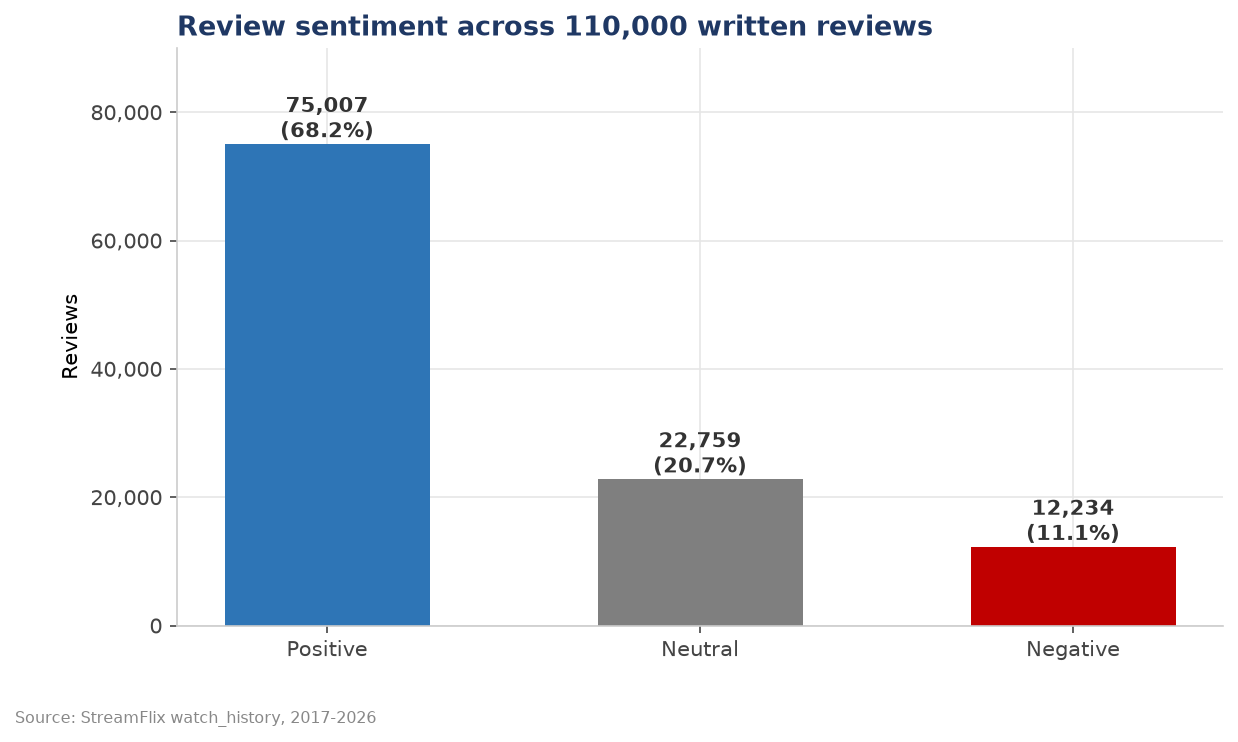 Review sentiment across 110,000 written reviews
Reviews
80,000
60,000
40,000
20,000
0
75,007
(68.2%)
22,759
(20.7%)
12,234
(11.1%)
Positive
Neutral
Negative
Source: StreamFlix watch_history, 2017-2026